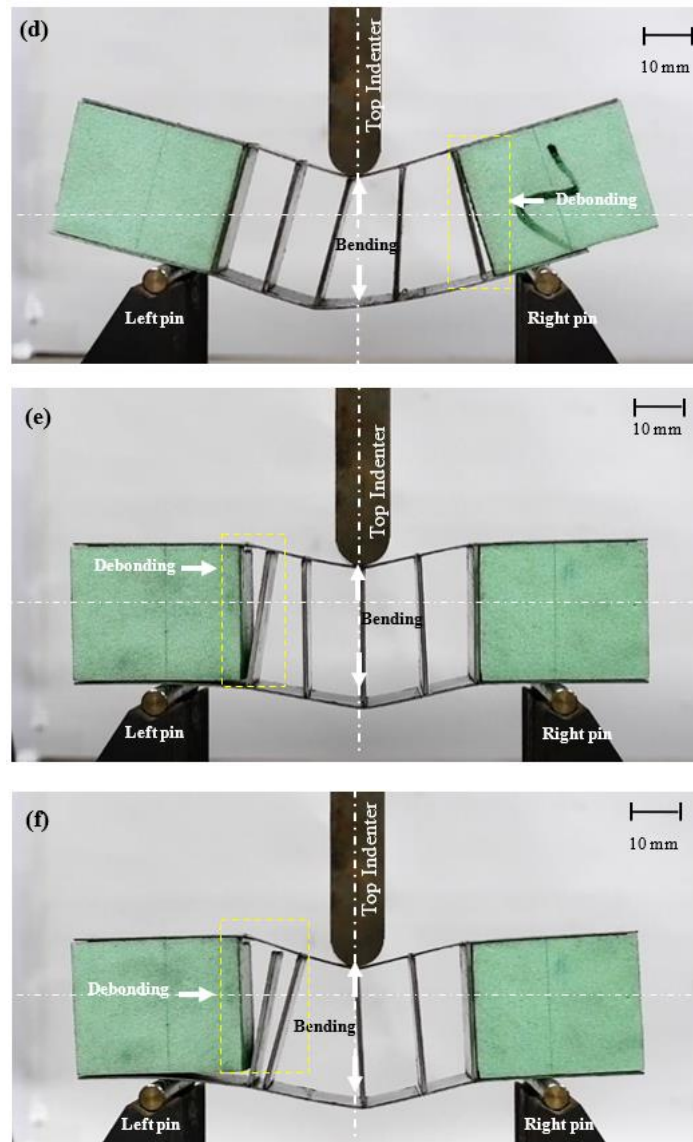 (d)
Top Indenter
10 mm
Debonding
Bending
Left pin
Right pin
(e)
Top Indenter
10 mm
Debonding
Bending
Left pin
Right pin
(f)
Top Indenter
10 mm
Debonding
Bending
Left pin
Right pin